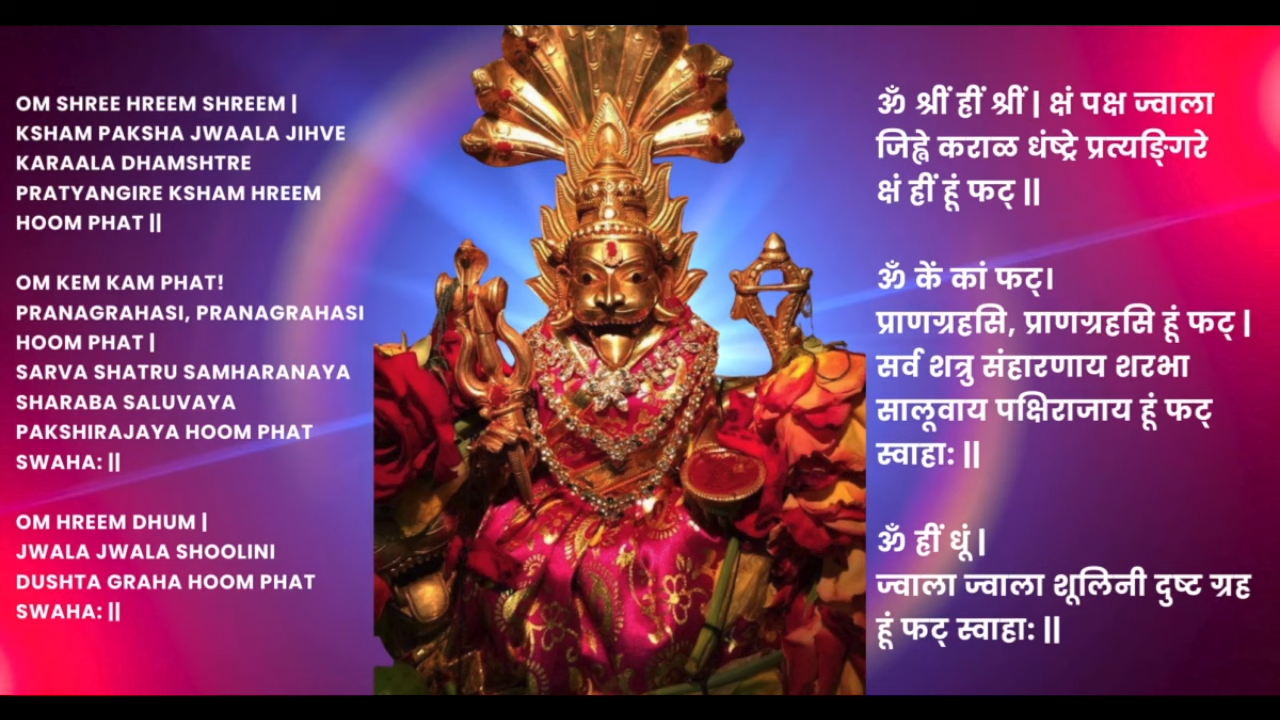 OM SHREE HREEM SHREEM |
KSHAM PAKSHA JWAALA JIHVE
KARAALA DHAMSHTRE
PRATYANGIRE KSHAM HREEM
HOOM PHAT ||
OM KEM KAM PHAT!
PRANAGRAHASI, PRANAGRAHASI
HOOM PHAT |
SARVA SHATRU SAMHARANAYA
SHARABA SALUVAYA
PAKSHIRAJAYA HOOM PHAT
SWAHA: ||
OM HREEM DHUM |
JWALA JWALA SHOOLINI
DUSHTA GRAHA HOOM PHAT
SWAHA: ||
ॐ श्रीं हीं श्रीं | क्षं पक्ष ज्वाला
जिह्वे कराळ धंष्ट्रे प्रत्यङ्गिरे
क्षं हीं हूं फट् ||
ॐ कें कां फट्।
प्राणग्रहसि, प्राणग्रहसि हूं फट् |
सर्व शत्रु संहारणाय शरभा
सालूवाय पक्षिराजाय हूं फट्
स्वाहाः ||
ॐ हीं धूं |
ज्वाला ज्वाला शूलिनी दुष्ट ग्रह
हूं फट् स्वाहाः ||